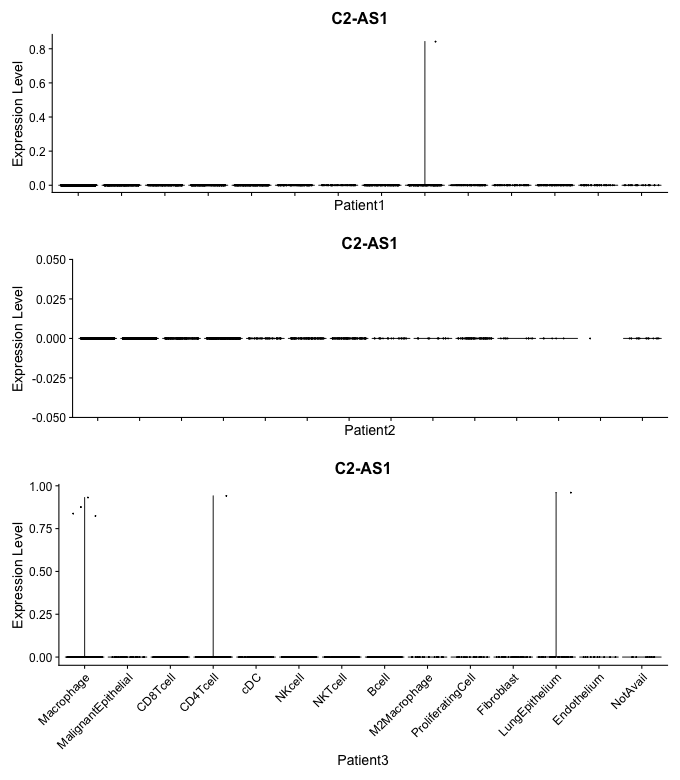 C2-AS1
Expression Level
0.8
0.6
0.4
0.2
0.0
Patient1
C2-AS1
Expression Level
0.050
0.025
0.000
-0.025
-0.050
Patient2
C2-AS1
Expression Level
1.00
0.75
0.50
0.25
0.00
Macrophage
MalignantEpithelial
CD8Tcell
CD4Tcell
cDC
NKcell
NKTcell
Bcell
M2Macrophage
ProliferatingCell
Fibroblast
LungEpithelium
Endothelium
NotAvail
Patient3